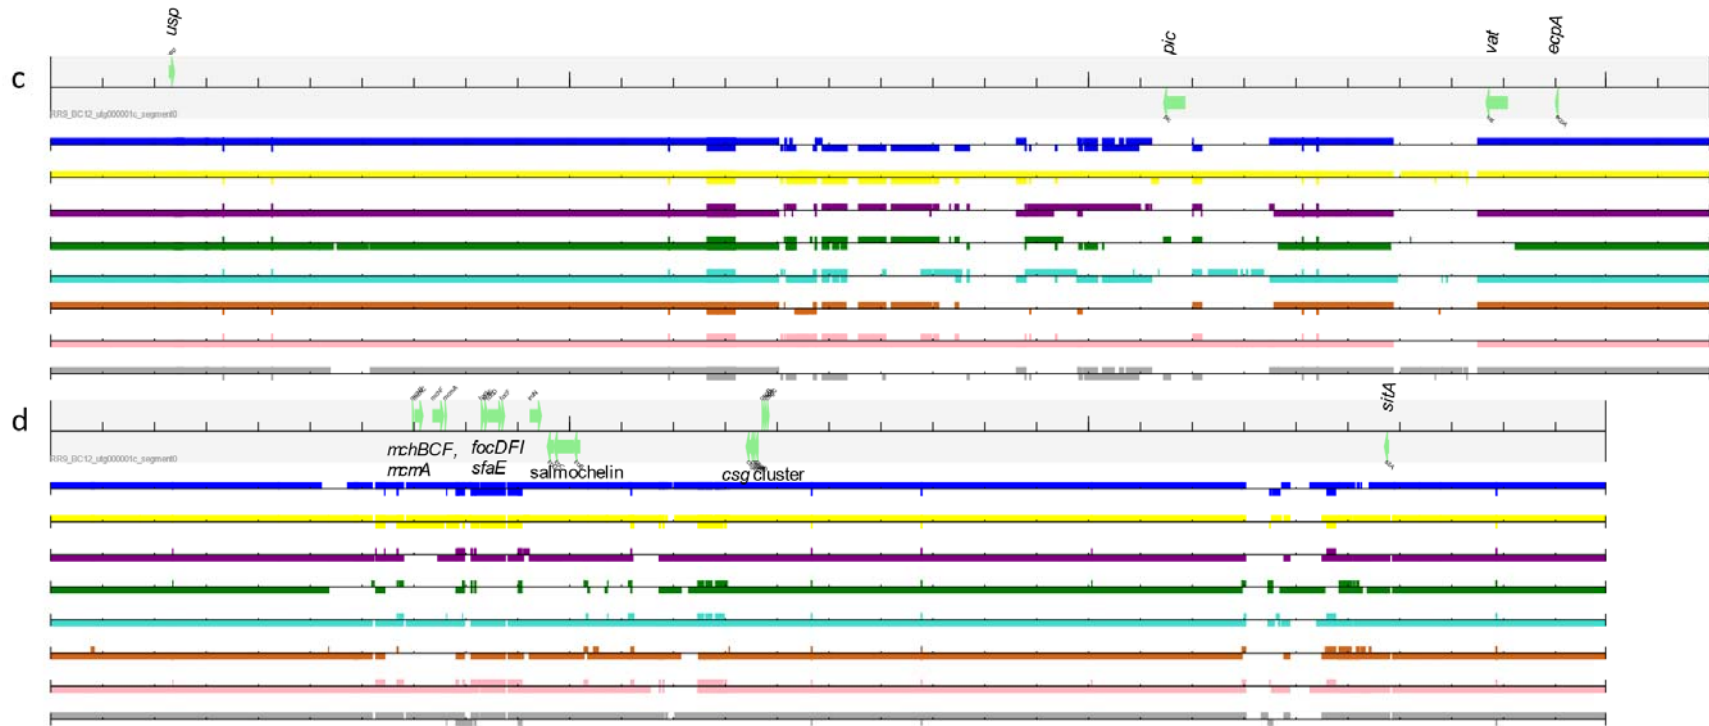 c
usp
pic
vat
ecpA
RR9_BC12_utg000001c_segment0
d
mchBCF,
mcmA
focDFI
sfaE
salmochelin
csg cluster
sitA
RR9_BC12_utg000001c_segment0